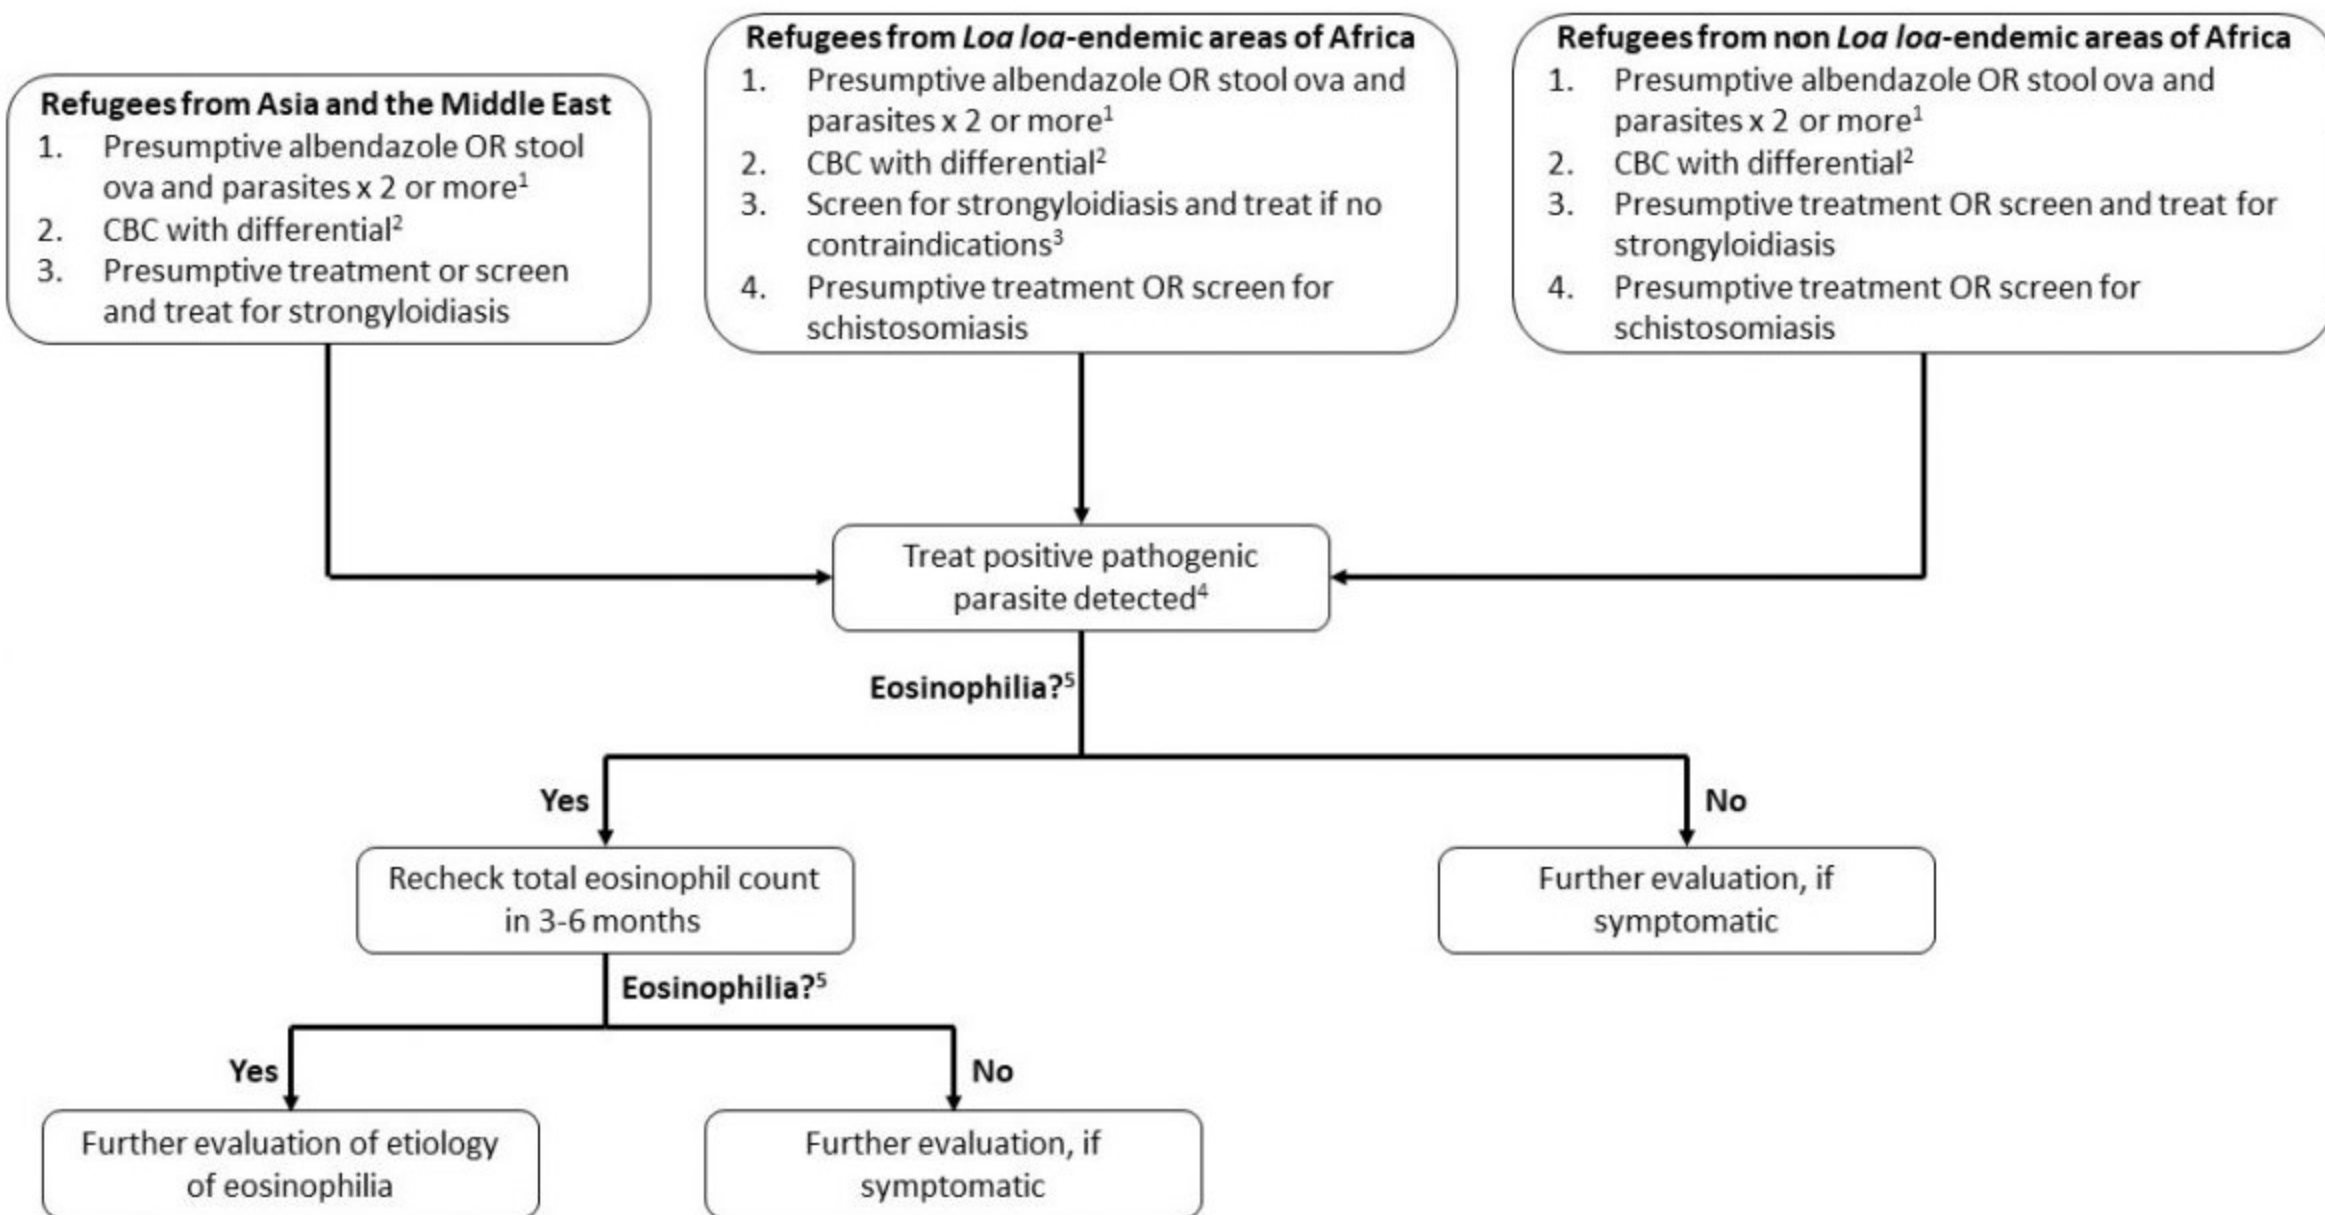 Refugees from Asia and the Middle East
1. Presumptive albendazole OR stool
ova and parasites x 2 or more¹
2. CBC with differential²
3. Presumptive treatment or screen
and treat for strongyloidiasis
Refugees from Loa loa-endemic areas of Africa
1. Presumptive albendazole OR stool ova and
parasites x 2 or more¹
2. CBC with differential²
3. Screen for strongyloidiasis and treat if no
contraindications³
4. Presumptive treatment OR screen for
schistosomiasis
Refugees from non Loa loa-endemic areas of Africa
1. Presumptive albendazole OR stool ova and
parasites x 2 or more¹
2. CBC with differential²
3. Presumptive treatment OR screen and treat for
strongyloidiasis
4. Presumptive treatment OR screen for
schistosomiasis
Treat positive pathogenic
parasite detected⁴
Eosinophilia?⁵
Yes
No
Recheck total eosinophil count
in 3-6 months
Further evaluation, if
symptomatic
Eosinophilia?⁵
Yes
No
Further evaluation of etiology
of eosinophilia
Further evaluation, if
symptomatic